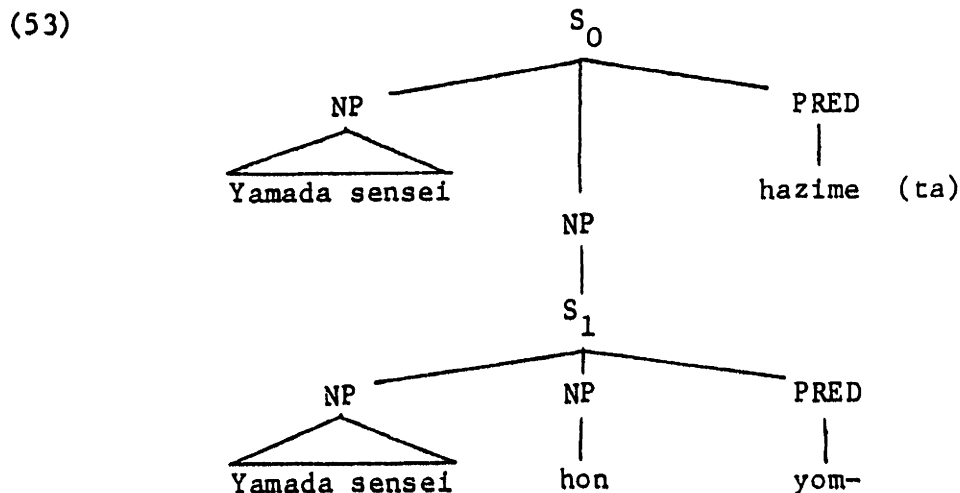 (53)
S0
NP PRED
Yamada sensei hazime (ta)
NP
S1
NP NP PRED
Yamada sensei hon yom-